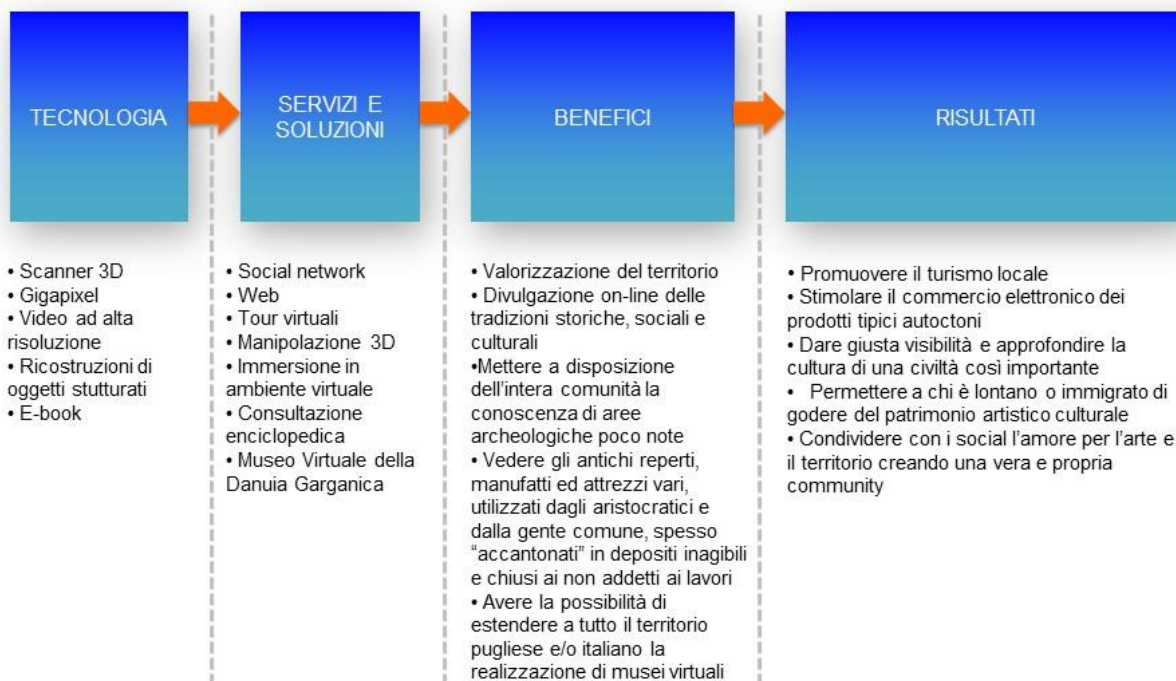 TECNOLOGIA
SERVIZI E
SOLUZIONI
BENEFICI
RISULTATI
• Scanner 3D
• Gigapixel
• Video ad alta
risoluzione
• Ricostruzioni di
oggetti stutturati
• E-book
• Social network
• Web
• Tour virtuali
• Manipolazione 3D
• Immersione in
ambiente virtuale
• Consultazione
enciclopedica
• Museo Virtuale della
Danuia Garganica
• Valorizzazione del territorio
• Divulgazione on-line delle
tradizioni storiche, sociali e
culturali
•Mettere a disposizione
dell'intera comunità la
conoscenza di aree
archeologiche poco note
• Vedere gli antichi reperti,
manufatti ed attrezzi vari,
utilizzati dagli aristocratici e
dalla gente comune, spesso
“accantonati” in depositi inagibili
e chiusi ai non addetti ai lavori
• Avere la possibilità di
estendere a tutto il territorio
pugliese e/o italiano la
realizzazione di musei virtuali
• Promuovere il turismo locale
• Stimolare il commercio elettronico dei
prodotti tipici autoctoni
• Dare giusta visibilità e approfondire la
cultura di una civiltà così importante
• Permettere a chi è lontano o immigrato di
godere del patrimonio artistico culturale
• Condividere con i social l'amore per l'arte e
il territorio creando una vera e propria
community